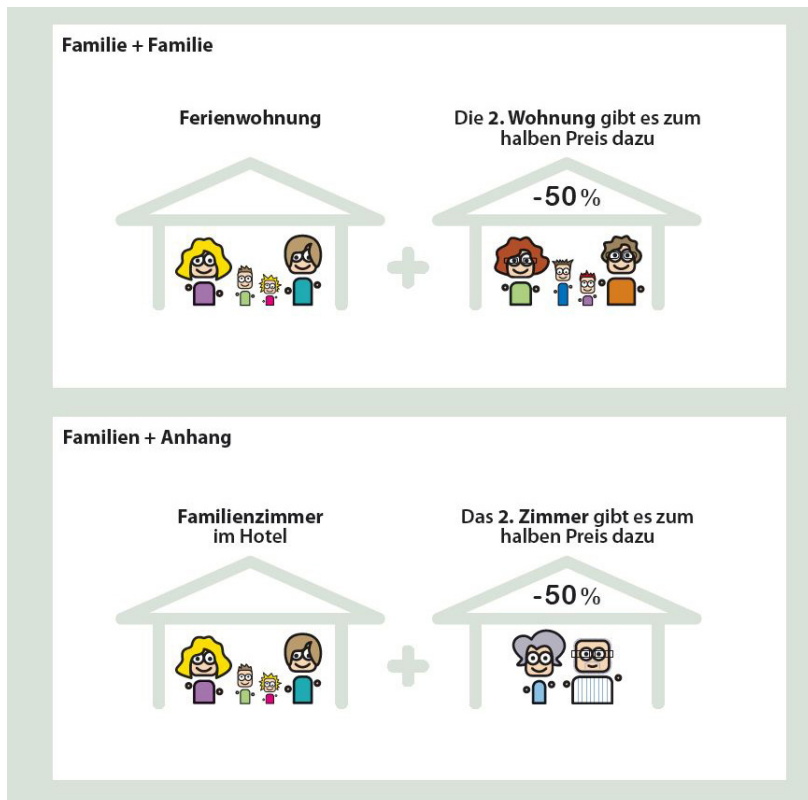 Familie + Familie
Ferienwohnung
Die 2. Wohnung gibt es zum
halben Preis dazu
-50%
Familien + Anhang
Familienzimmer
im Hotel
Das 2. Zimmer gibt es zum
halben Preis dazu
-50%